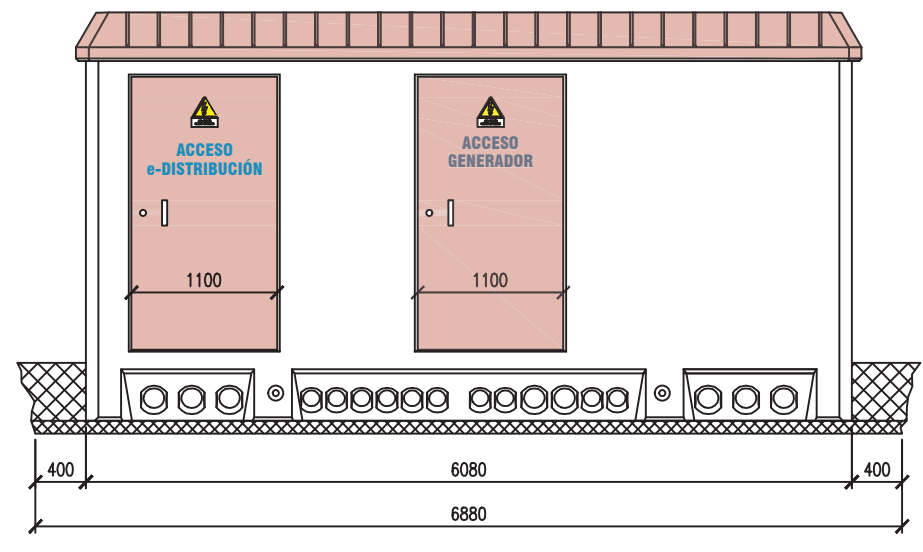 ACCESO
e-DISTRIBUCIÓN
ACCESO
GENERADOR
1100
1100
400
6080
400
6880